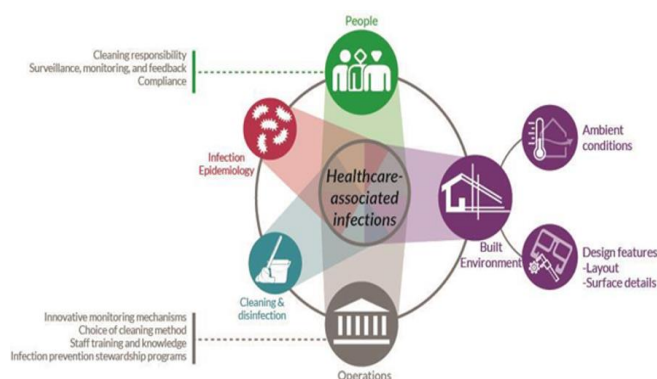 People
Cleaning responsibility
Surveillance, monitoring, and feedback
Compliance
Infection
Epidemiology
Healthcare-
associated
infections
Ambient
conditions
Built
Environment
Design features
-Layout
-Surface details
Cleaning &
disinfection
Innovative monitoring mechanisms
Choice of cleaning method
Staff training and knowledge
Infection prevention stewardship programs
Operations